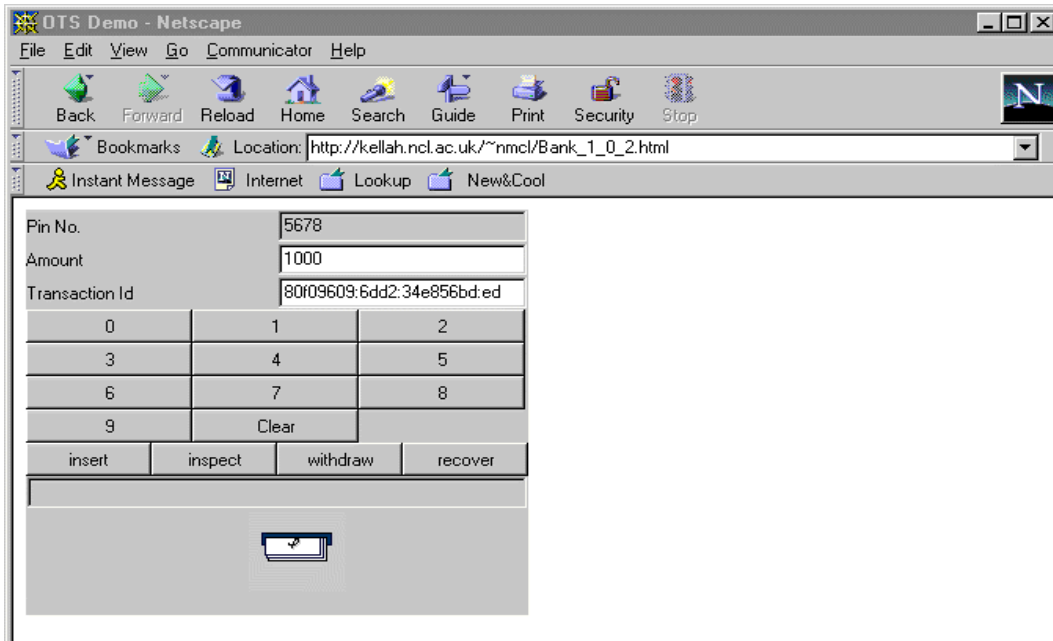 OTS Demo - Netscape
File Edit View Go Communicator Help
Back Forward Reload Home Search Guide Print Security Stop
N
Bookmarks Location: http://kellah.ncl.ac.uk/~nmcl/Bank_1_0_2.html
Instant Message Internet Lookup New&Cool
Pin No. 5678
Amount 1000
Transaction Id 80f09609:6dd2:34e856bd:ed
0 1 2
3 4 5
6 7 8
9 Clear
insert inspect withdraw recover